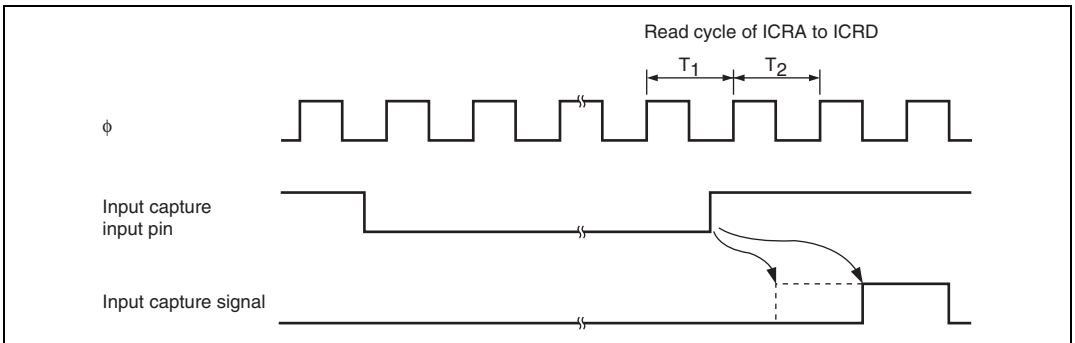 Read cycle of ICRA to ICRD
T1
T2
ϕ
Input capture
input pin
Input capture signal